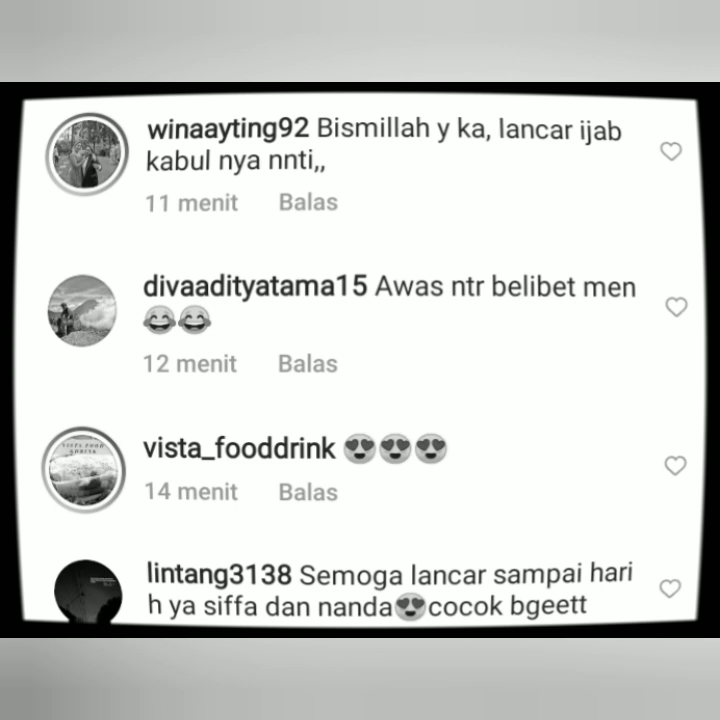 winaayting92 Bismillah y ka, lancar ijab
kabul nya nnti,,
11 menit Balas
divaadityatama15 Awas ntr belibet men
😂😂
12 menit Balas
vista_fooddrink 😍😍😍
14 menit Balas
lintang3138 Semoga lancar sampai hari
h ya siffa dan nanda😍cocok bgeett